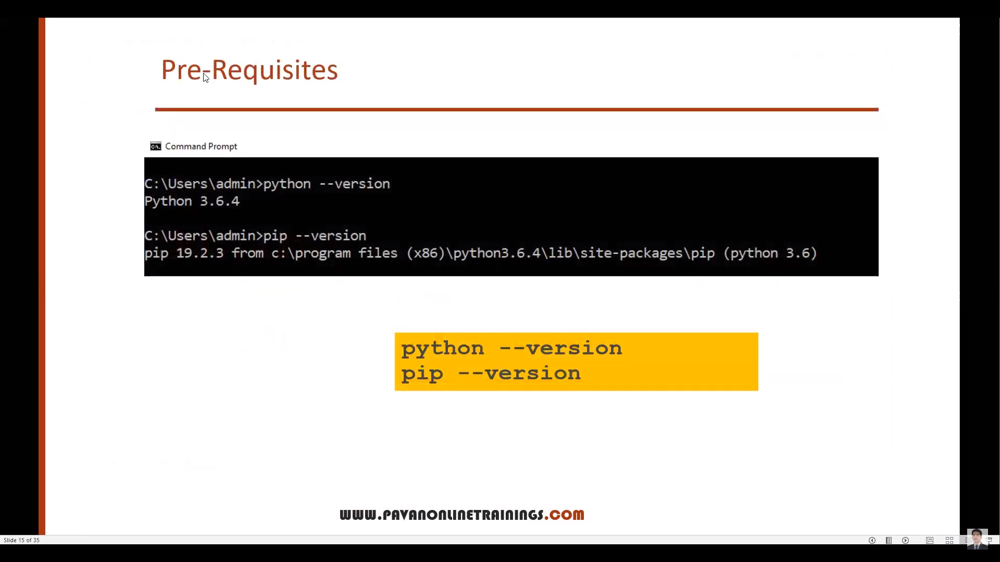 Pre-Requisites
Command Prompt
C:\Users\admin>python --version
Python 3.6.4
C:\Users\admin>pip --version
pip 19.2.3 from c:\program files (x86)\python3.6.4\lib\site-packages\pip (python 3.6)
python --version
pip --version
WWW.PAVANONLINETRAININGS.COM
Slide 15 of 35